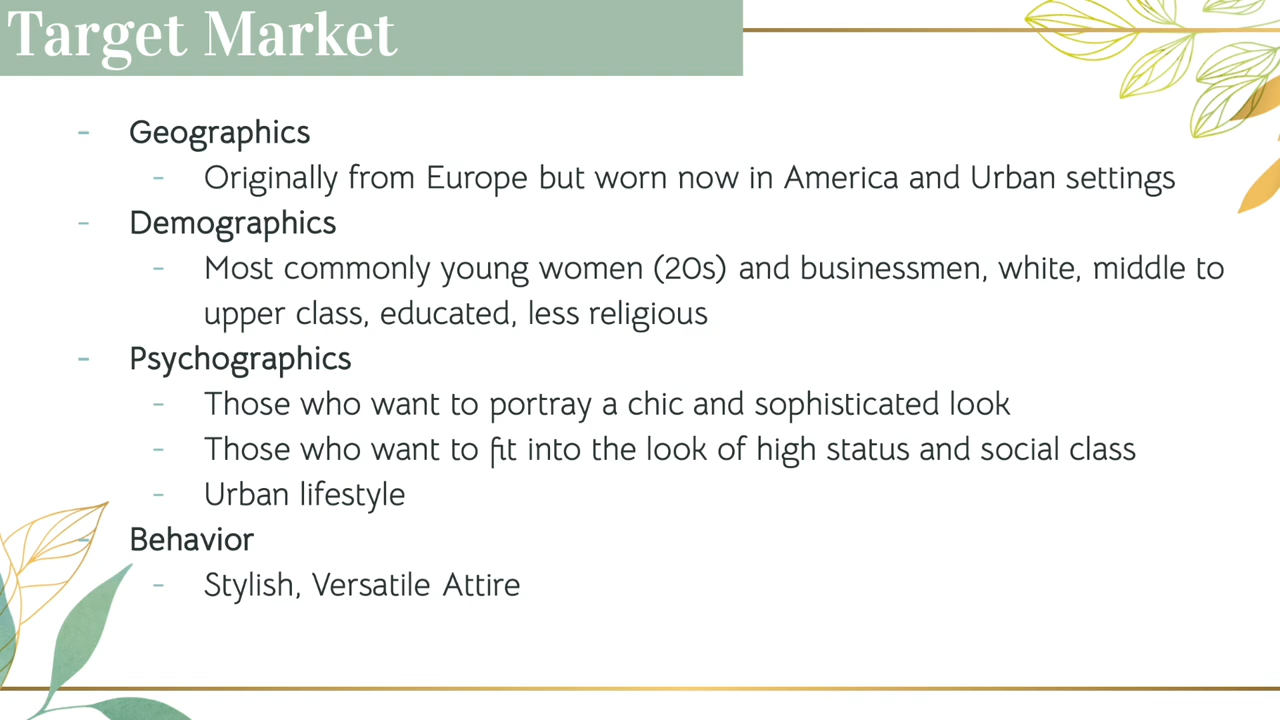 Target Market
- Geographics
- Originally from Europe but worn now in America and Urban settings
- Demographics
- Most commonly young women (20s) and businessmen, white, middle to
upper class, educated, less religious
- Psychographics
- Those who want to portray a chic and sophisticated look
- Those who want to fit into the look of high status and social class
- Urban lifestyle
- Behavior
- Stylish, Versatile Attire